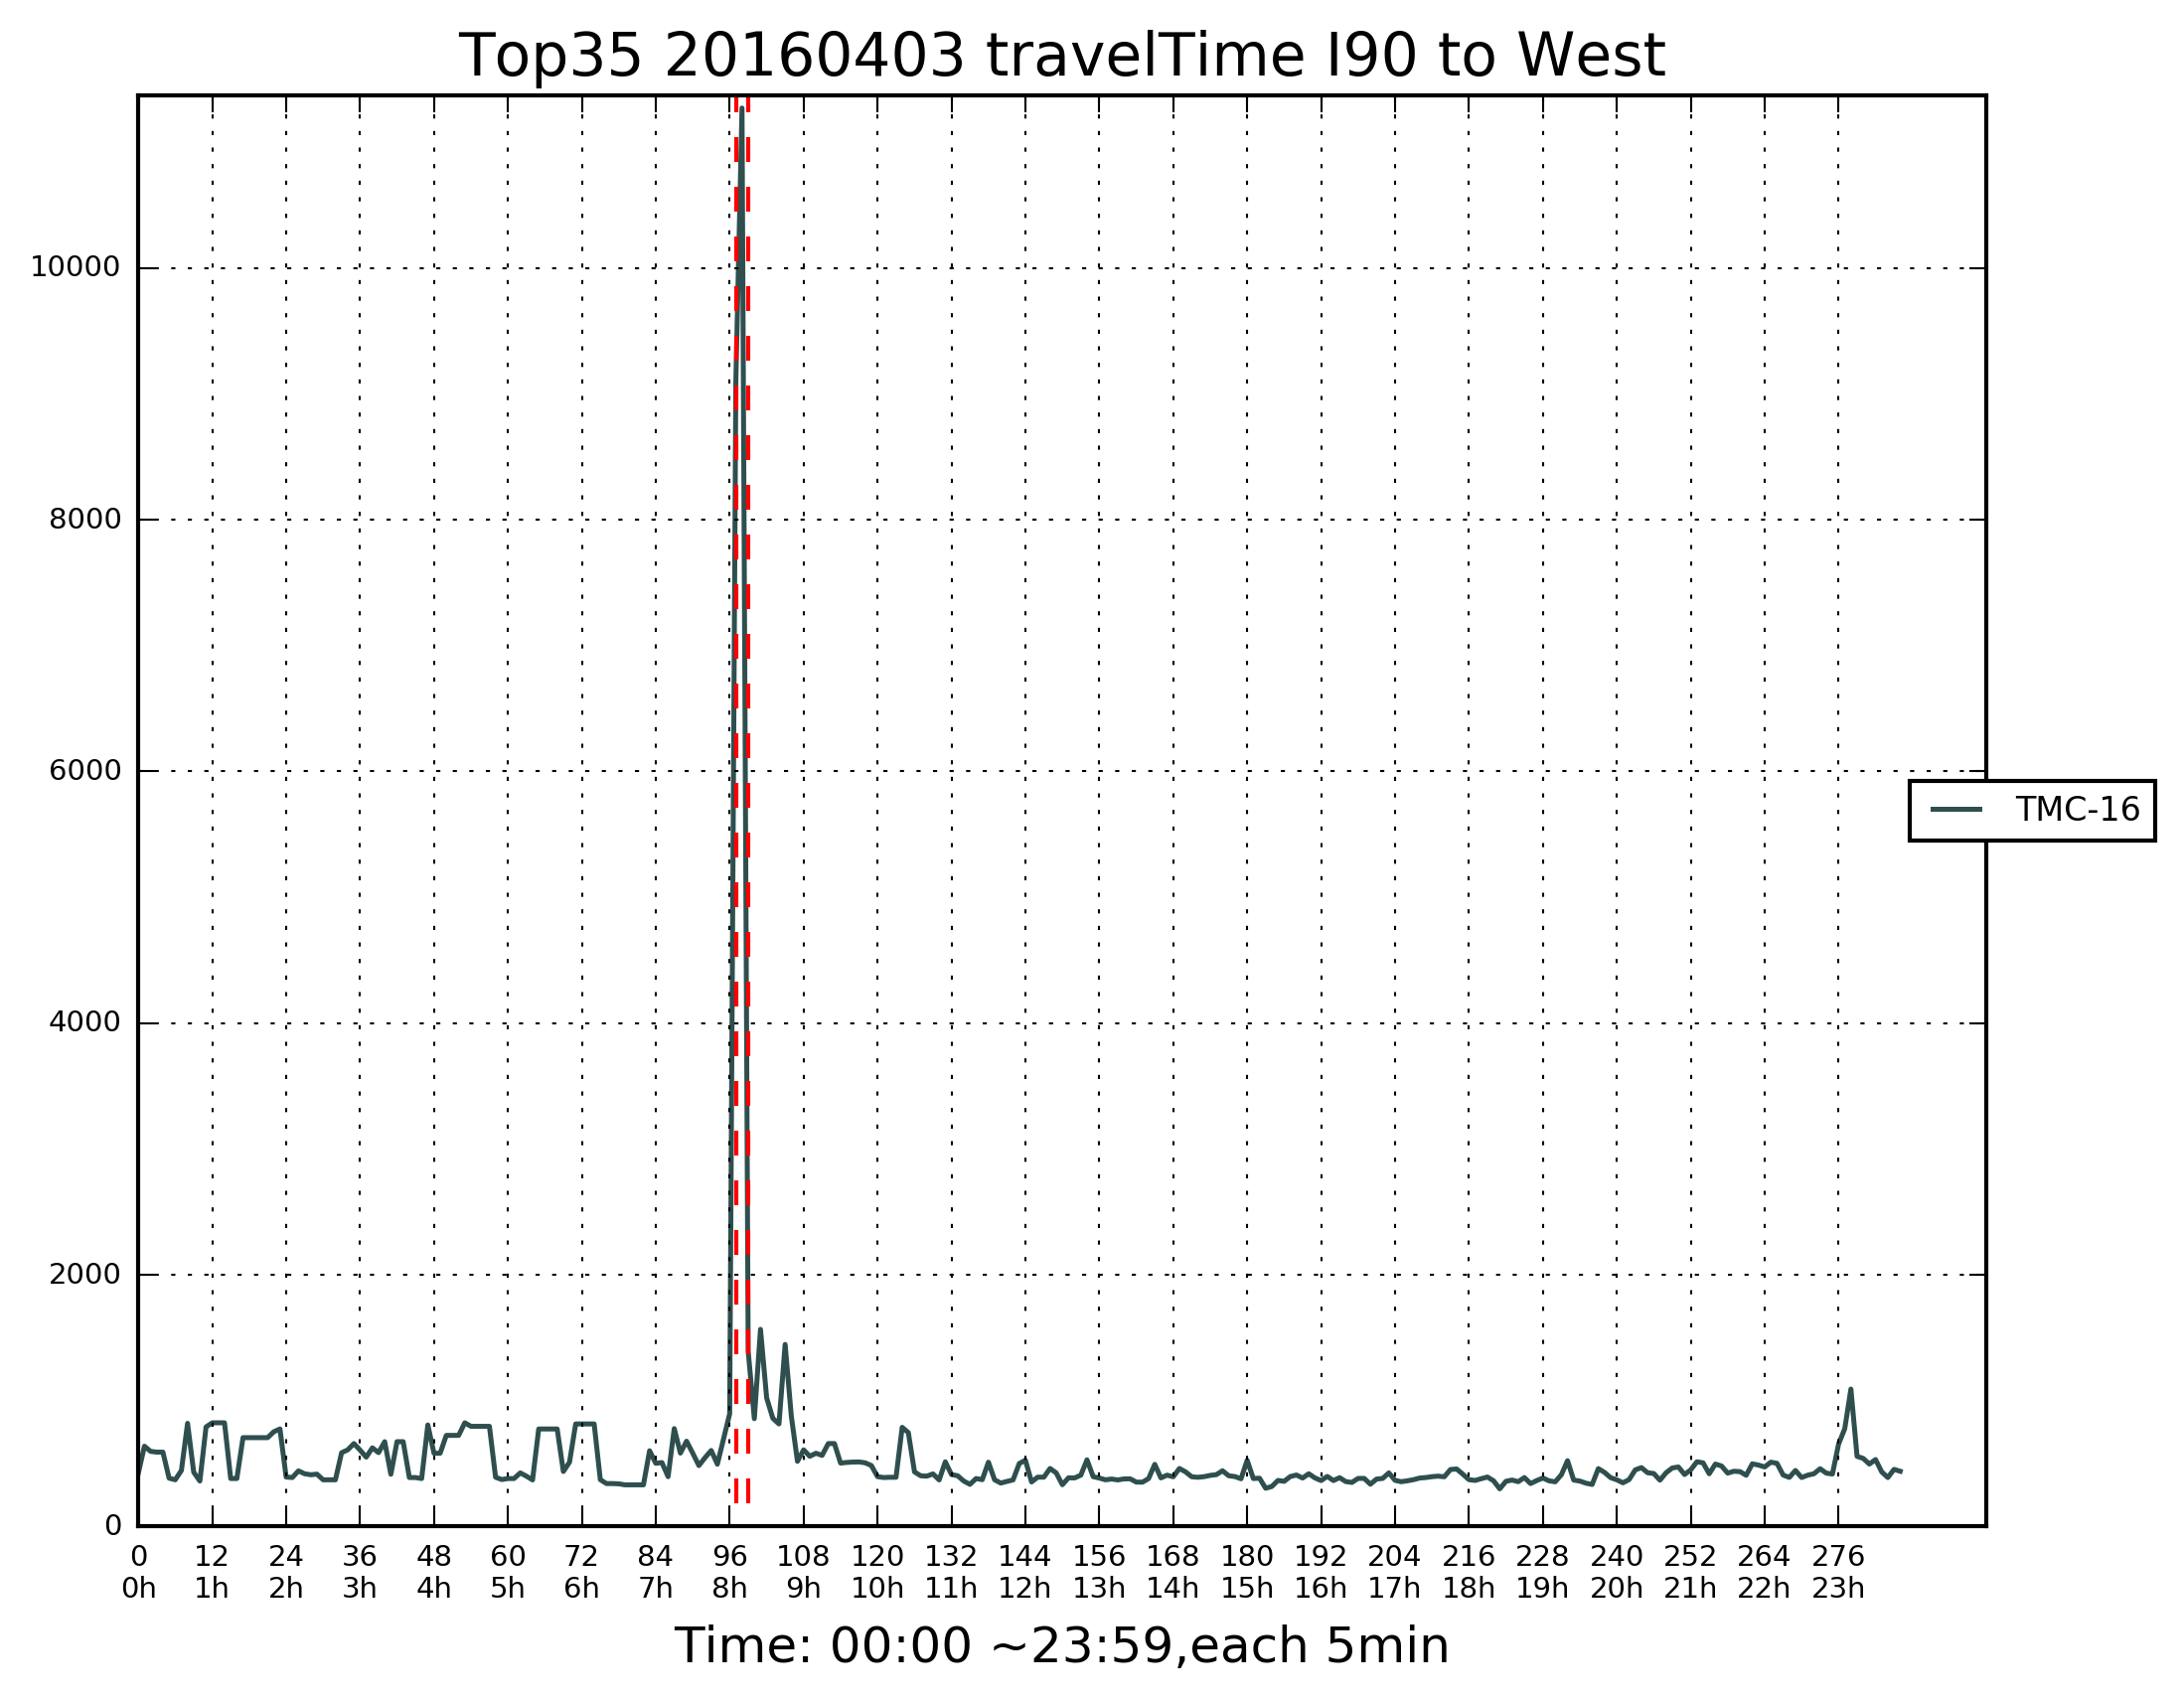 Top35 20160403 travelTime I90 to West
10000
8000
6000
4000
2000
0
TMC-16
0 12 24 36 48 60 72 84 96 108 120 132 144 156 168 180 192 204 216 228 240 252 264 276
0h 1h 2h 3h 4h 5h 6h 7h 8h 9h 10h 11h 12h 13h 14h 15h 16h 17h 18h 19h 20h 21h 22h 23h
Time: 00:00 ~23:59,each 5min